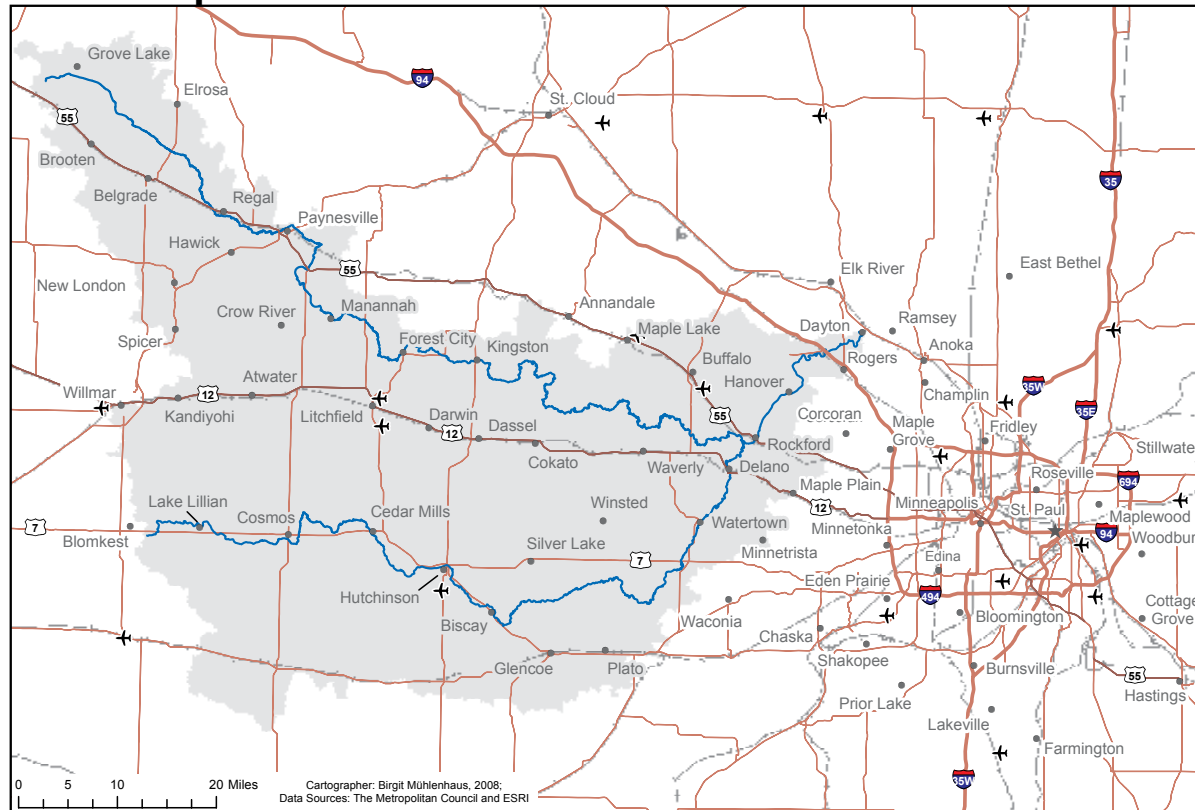 Grove Lake
94
Elrosa
St. Cloud
55
Brooten
35
Belgrade
Regal
Paynesville
Hawick
55
Elk River
East Bethel
New London
Annandale
Crow River
Manannah
Ramsey
Maple Lake
Dayton
Spicer
Forest City
Kingston
Anoka
Buffalo
Rogers
Hanover
35W
Willmar
12
Atwater
Champlin
35E
Kandiyohi
Litchfield
Darwin
Dassel
55
Corcoran
Maple
Grove
Fridley
12
Rockford
Stillwate
Cokato
Waverly
Delano
Roseville
694
Maple Plain
Lake Lillian
Winsted
12
Minneapolis
St. Paul
Maplewood
Cosmos
Cedar Mills
Watertown
Minnetonka
94
7
Blomkest
Silver Lake
7
Minnetrista
Edina
Woodbur
Hutchinson
Eden Prairie
494
Cottag
Grove
Biscay
Waconia
Bloomington
Chaska
Glencoe
Plato
Shakopee
Burnsville
55
Hastings
Prior Lake
Lakeville
Farmington
35W
0 5 10 20 Miles
Cartographer: Birgit Mühlenhaus, 2008;
Data Sources: The Metropolitan Council and ESRI